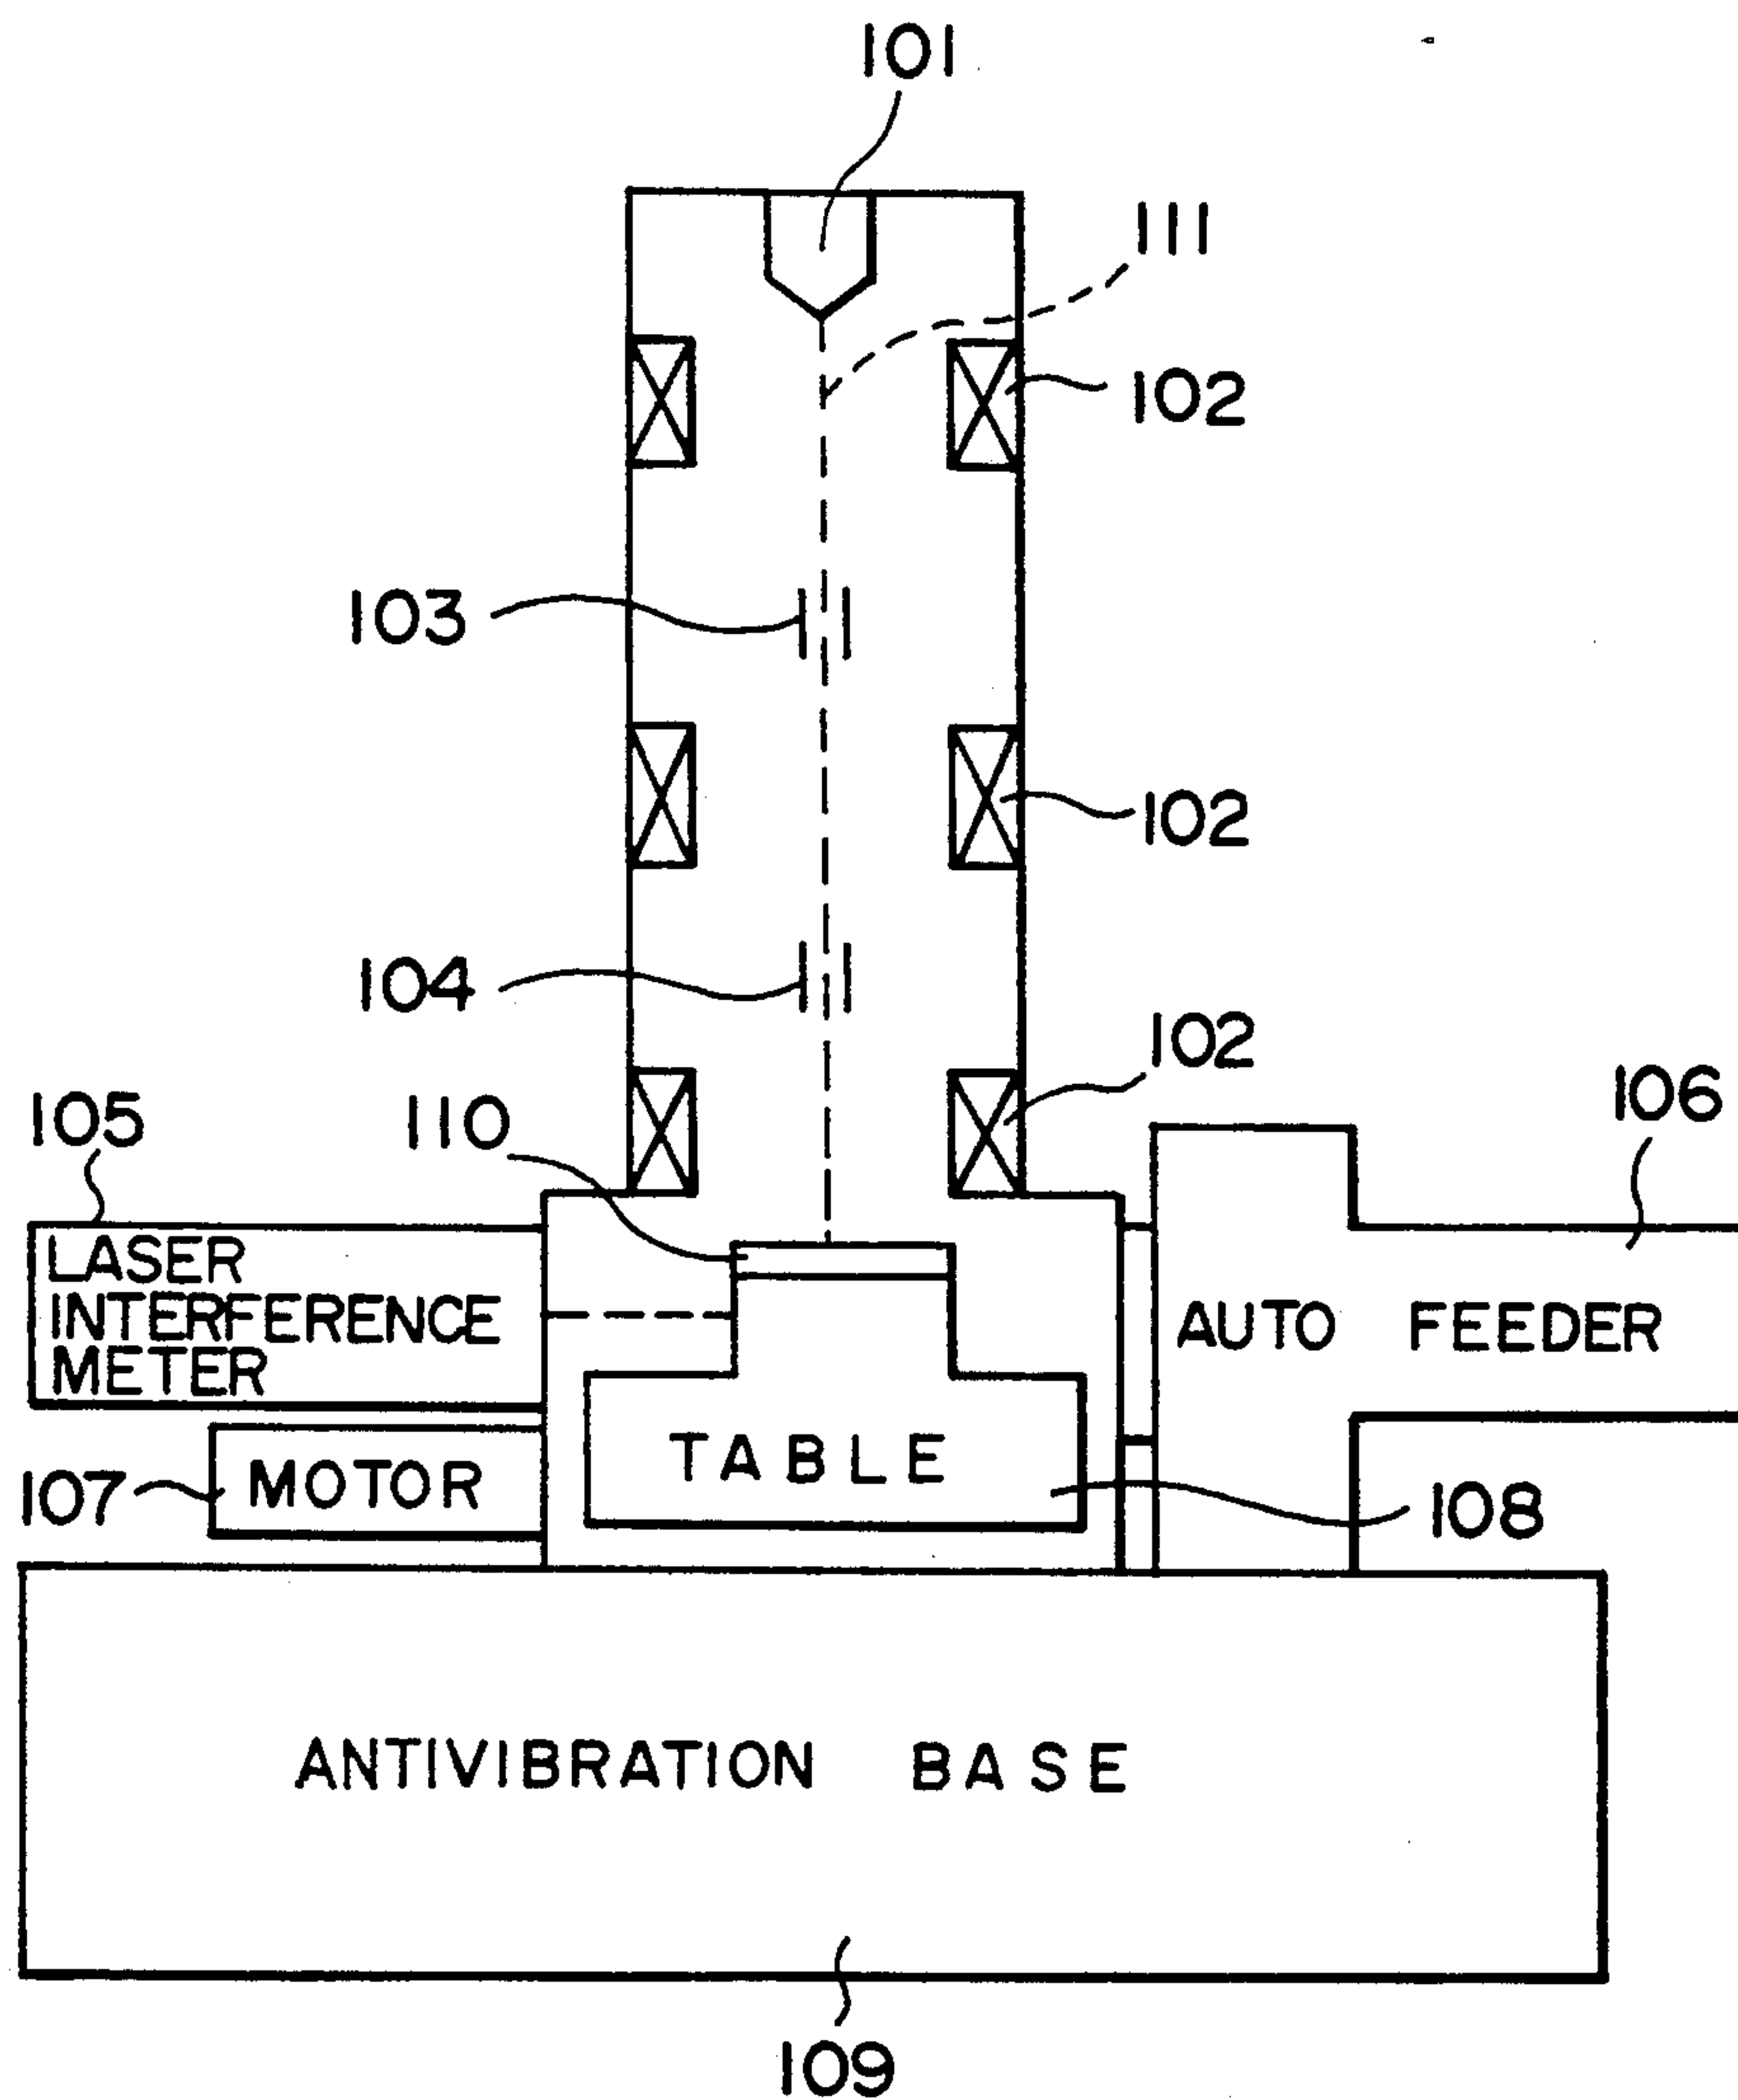 101
111
102
103
102
104
102
105
110
106
LASER
INTERFERENCE
METER
AUTO FEEDER
TABLE
107
MOTOR
108
ANTIVIBRATION BASE
109